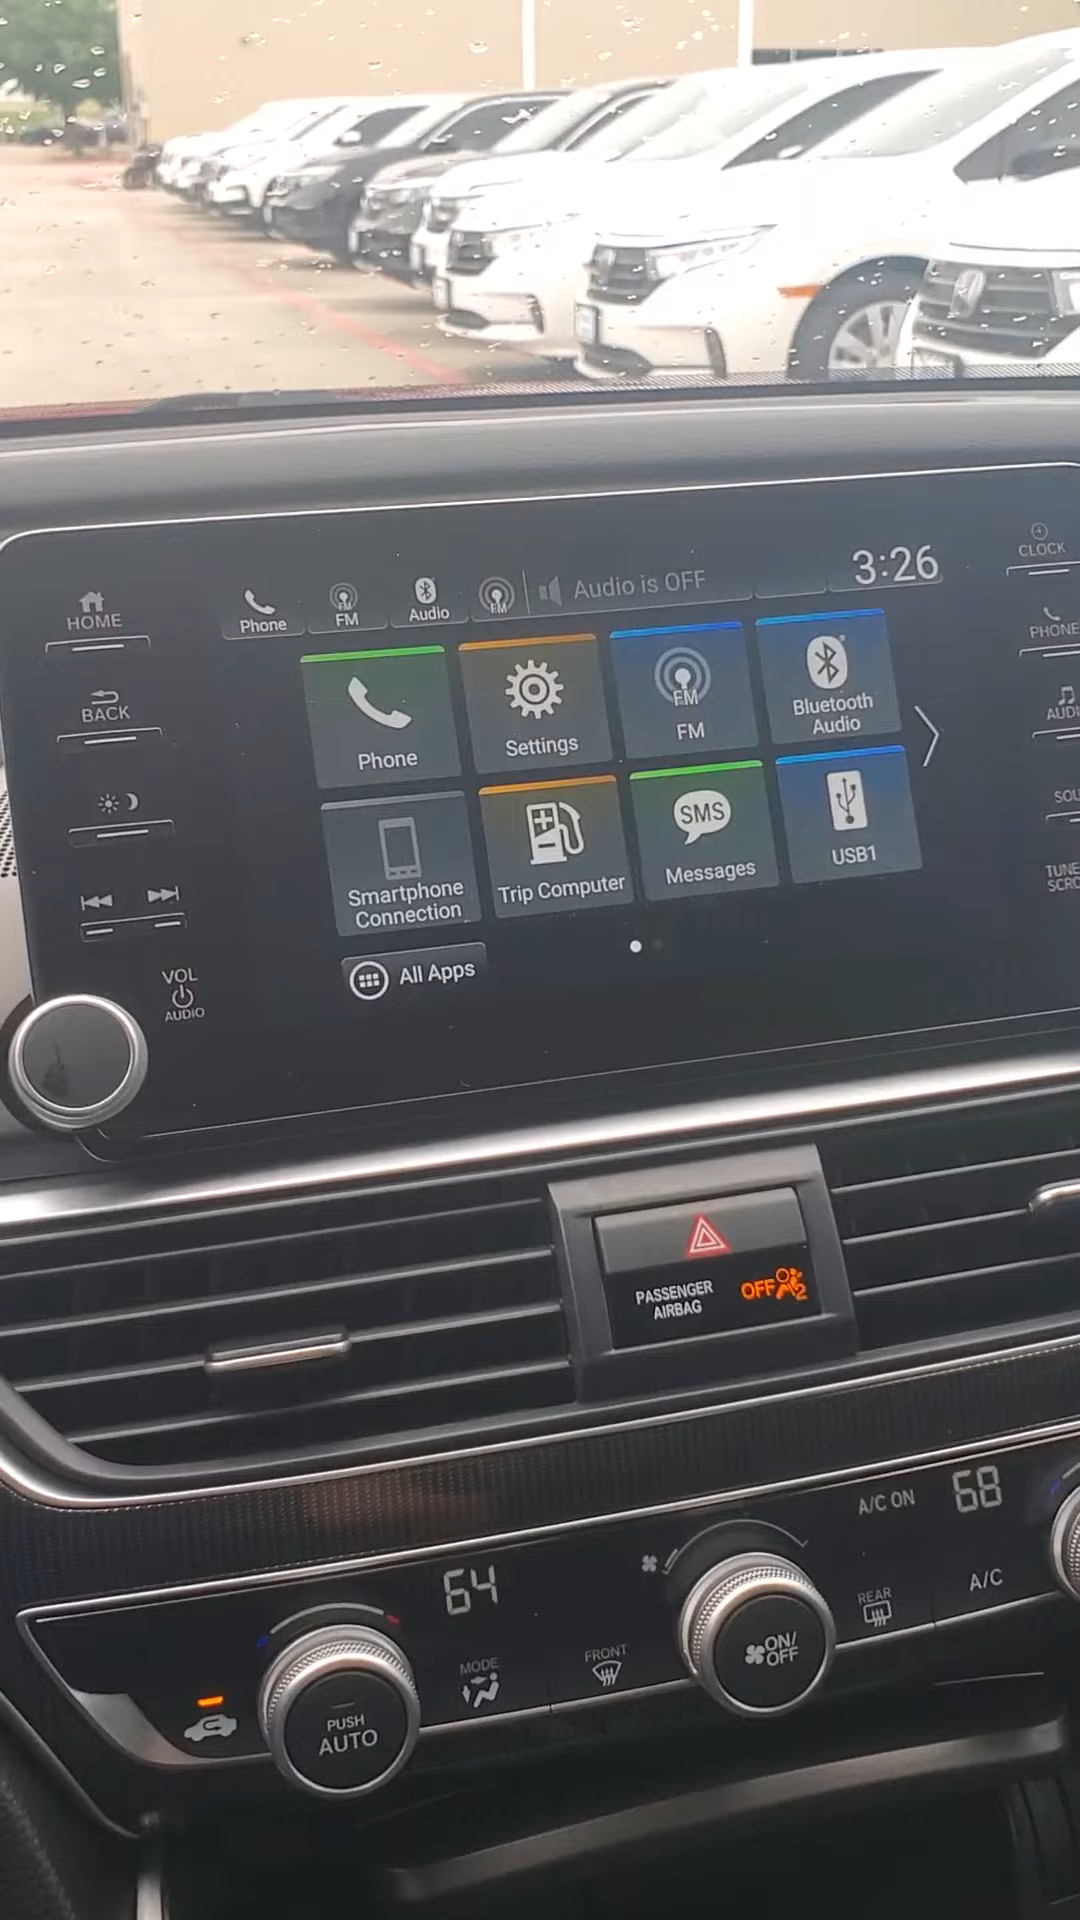 HOME
Phone
FM
FM
Audio
FM
Audio is OFF
3:26
CLOCK
BACK
Phone
Settings
FM
FM
Bluetooth
Audio
PHONE
Smartphone
Connection
Trip Computer
SMS
Messages
USB1
VOL
AUDIO
All Apps
PASSENGER
AIRBAG
OFF
2
64
A/C ON
68
MODE
FRONT
REAR
A/C
PUSH
AUTO
ON/
OFF